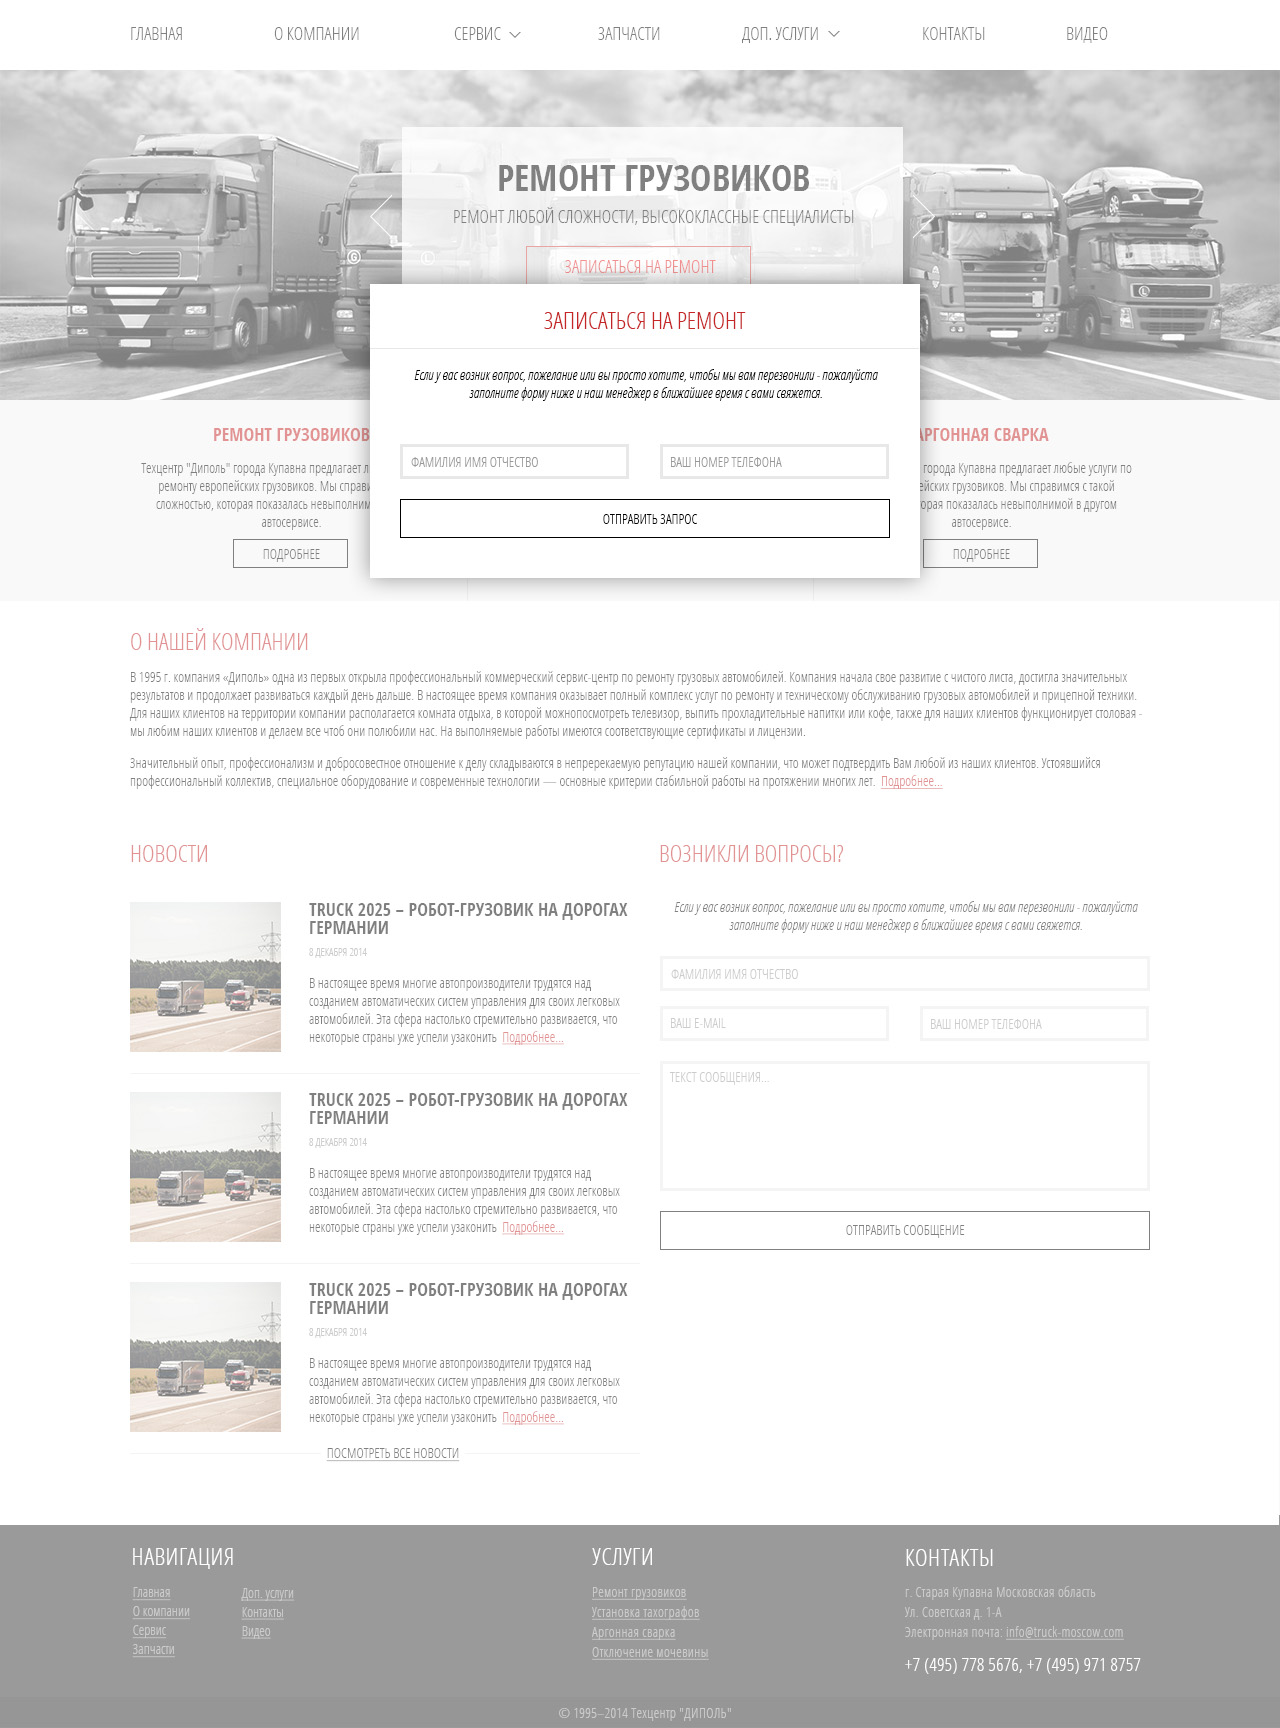 ГЛАВНАЯ
О КОМПАНИИ
СЕРВИС
ЗАПЧАСТИ
ДОП. УСЛУГИ
КОНТАКТЫ
ВИДЕО
РЕМОНТ ГРУЗОВИКОВ
РЕМОНТ ЛЮБОЙ СЛОЖНОСТИ, ВЫСОКОКЛАССНЫЕ СПЕЦИАЛИСТЫ
ЗАПИСАТЬСЯ НА РЕМОНТ
ЗАПИСАТЬСЯ НА РЕМОНТ
Если у вас возник вопрос, пожелание или вы просто хотите, чтобы мы вам перезвонили - пожалуйста
заполните форму ниже и наш менеджер в ближайшее время с вами свяжется.
ФАМИЛИЯ ИМЯ ОТЧЕСТВО
ВАШ НОМЕР ТЕЛЕФОНА
ОТПРАВИТЬ ЗАПРОС
РЕМОНТ ГРУЗОВИКОВ
Техцентр "Диполь" города Купавна предлагает
ремонту европейских грузовиков. Мы
сложностью, которая показалась
автосервисе.
ПОДРОБНЕЕ
АРГОННАЯ СВАРКА
города Купавна предлагает любые услуги по
грузовиков. Мы справимся с такой
показалась невыполнимой в другом
автосервисе.
ПОДРОБНЕЕ
О НАШЕЙ КОМПАНИИ
В 1995 г. компания «Диполь» одна из первых открыла профессиональный коммерческий сервис-центр по ремонту грузовых автомобилей. Компания начала свое развитие с чистого листа, достигла значительных
результатов и продолжает развиваться каждый день дальше. В настоящее время компания оказывает полный комплекс услуг по ремонту и техническому обслуживанию грузовых автомобилей и прицепной техники.
Для наших клиентов на территории компании располагается комната отдыха, в которой можнопосмотреть телевизор, выпить прохладительные напитки или кофе, также для наших клиентов функционирует столовая -
мы любим наших клиентов и делаем все чтоб они полюбили нас. На выполняемые работы имеются соответствующие сертификаты и лицензии.
Значительный опыт, профессионализм и добросовестное отношение к делу складываются в непререкаемую репутацию нашей компании, что может подтвердить Вам любой из наших клиентов. Устоявшийся
профессиональный коллектив, специальное оборудование и современные технологии — основные критерии стабильной работы на протяжении многих лет. Подробнее...
НОВОСТИ
TRUCK 2025 – РОБОТ-ГРУЗОВИК НА ДОРОГАХ
ГЕРМАНИИ
8 ДЕКАБРЯ 2014
В настоящее время многие автопроизводители трудятся над
созданием автоматических систем управления для своих легковых
автомобилей. Эта сфера настолько стремительно развивается, что
некоторые страны уже успели узаконить Подробнее...
TRUCK 2025 – РОБОТ-ГРУЗОВИК НА ДОРОГАХ
ГЕРМАНИИ
8 ДЕКАБРЯ 2014
В настоящее время многие автопроизводители трудятся над
созданием автоматических систем управления для своих легковых
автомобилей. Эта сфера настолько стремительно развивается, что
некоторые страны уже успели узаконить Подробнее...
TRUCK 2025 – РОБОТ-ГРУЗОВИК НА ДОРОГАХ
ГЕРМАНИИ
8 ДЕКАБРЯ 2014
В настоящее время многие автопроизводители трудятся над
созданием автоматических систем управления для своих легковых
автомобилей. Эта сфера настолько стремительно развивается, что
некоторые страны уже успели узаконить Подробнее...
ПОСМОТРЕТЬ ВСЕ НОВОСТИ
ВОЗНИКЛИ ВОПРОСЫ?
Если у вас возник вопрос, пожелание или вы просто хотите, чтобы мы вам перезвонили - пожалуйста
заполните форму ниже и наш менеджер в ближайшее время с вами свяжется.
ФАМИЛИЯ ИМЯ ОТЧЕСТВО
ВАШ E-MAIL
ВАШ НОМЕР ТЕЛЕФОНА
ТЕКСТ СООБЩЕНИЯ...
ОТПРАВИТЬ СООБЩЕНИЕ
НАВИГАЦИЯ
Главная
О компании
Сервис
Запчасти
Доп. услуги
Контакты
Видео
УСЛУГИ
Ремонт грузовиков
Установка тахографов
Аргонная сварка
Отключение мочевины
КОНТАКТЫ
г. Старая Купавна Московская область
Ул. Советская д. 1-А
Электронная почта: info@truck-moscow.com
+7 (495) 778 5676, +7 (495) 971 8757
© 1995–2014 Техцентр "ДИПОЛЬ"